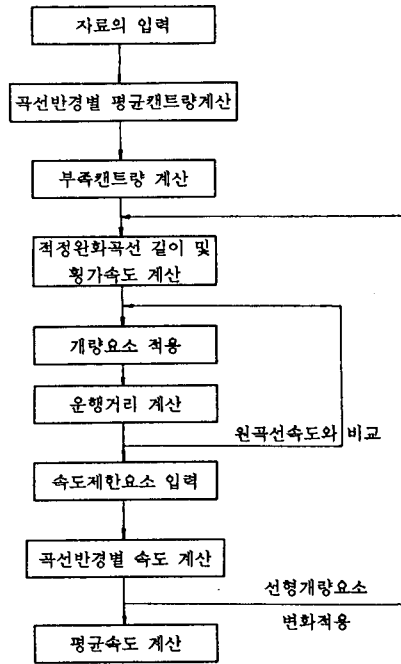 자료의 입력
곡선반경별 평균캔트량계산
부족캔트량 계산
적정완화곡선 길이 및
횡가속도 계산
개량요소 적용
운행거리 계산
원곡선속도와 비교
속도제한요소 입력
곡선반경별 속도 계산
선형개량요소
변화적용
평균속도 계산